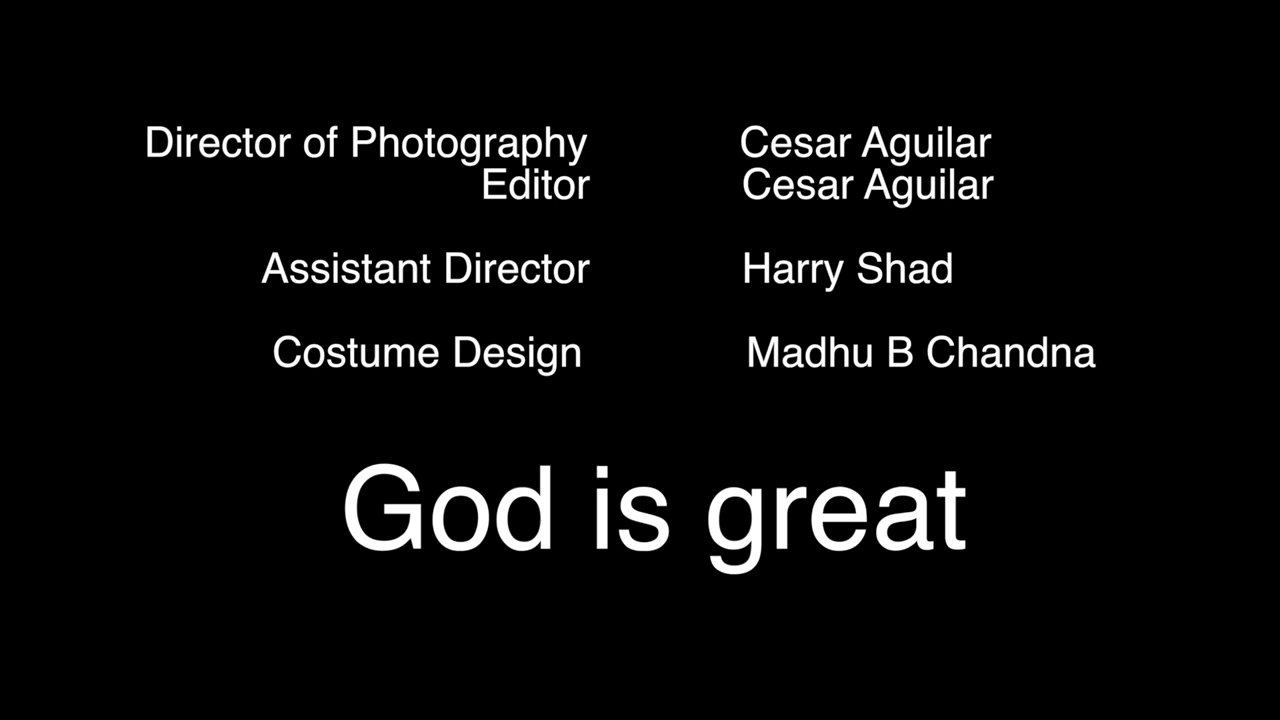 Director of Photography Cesar Aguilar
Editor Cesar Aguilar
Assistant Director Harry Shad
Costume Design Madhu B Chandna
God is great